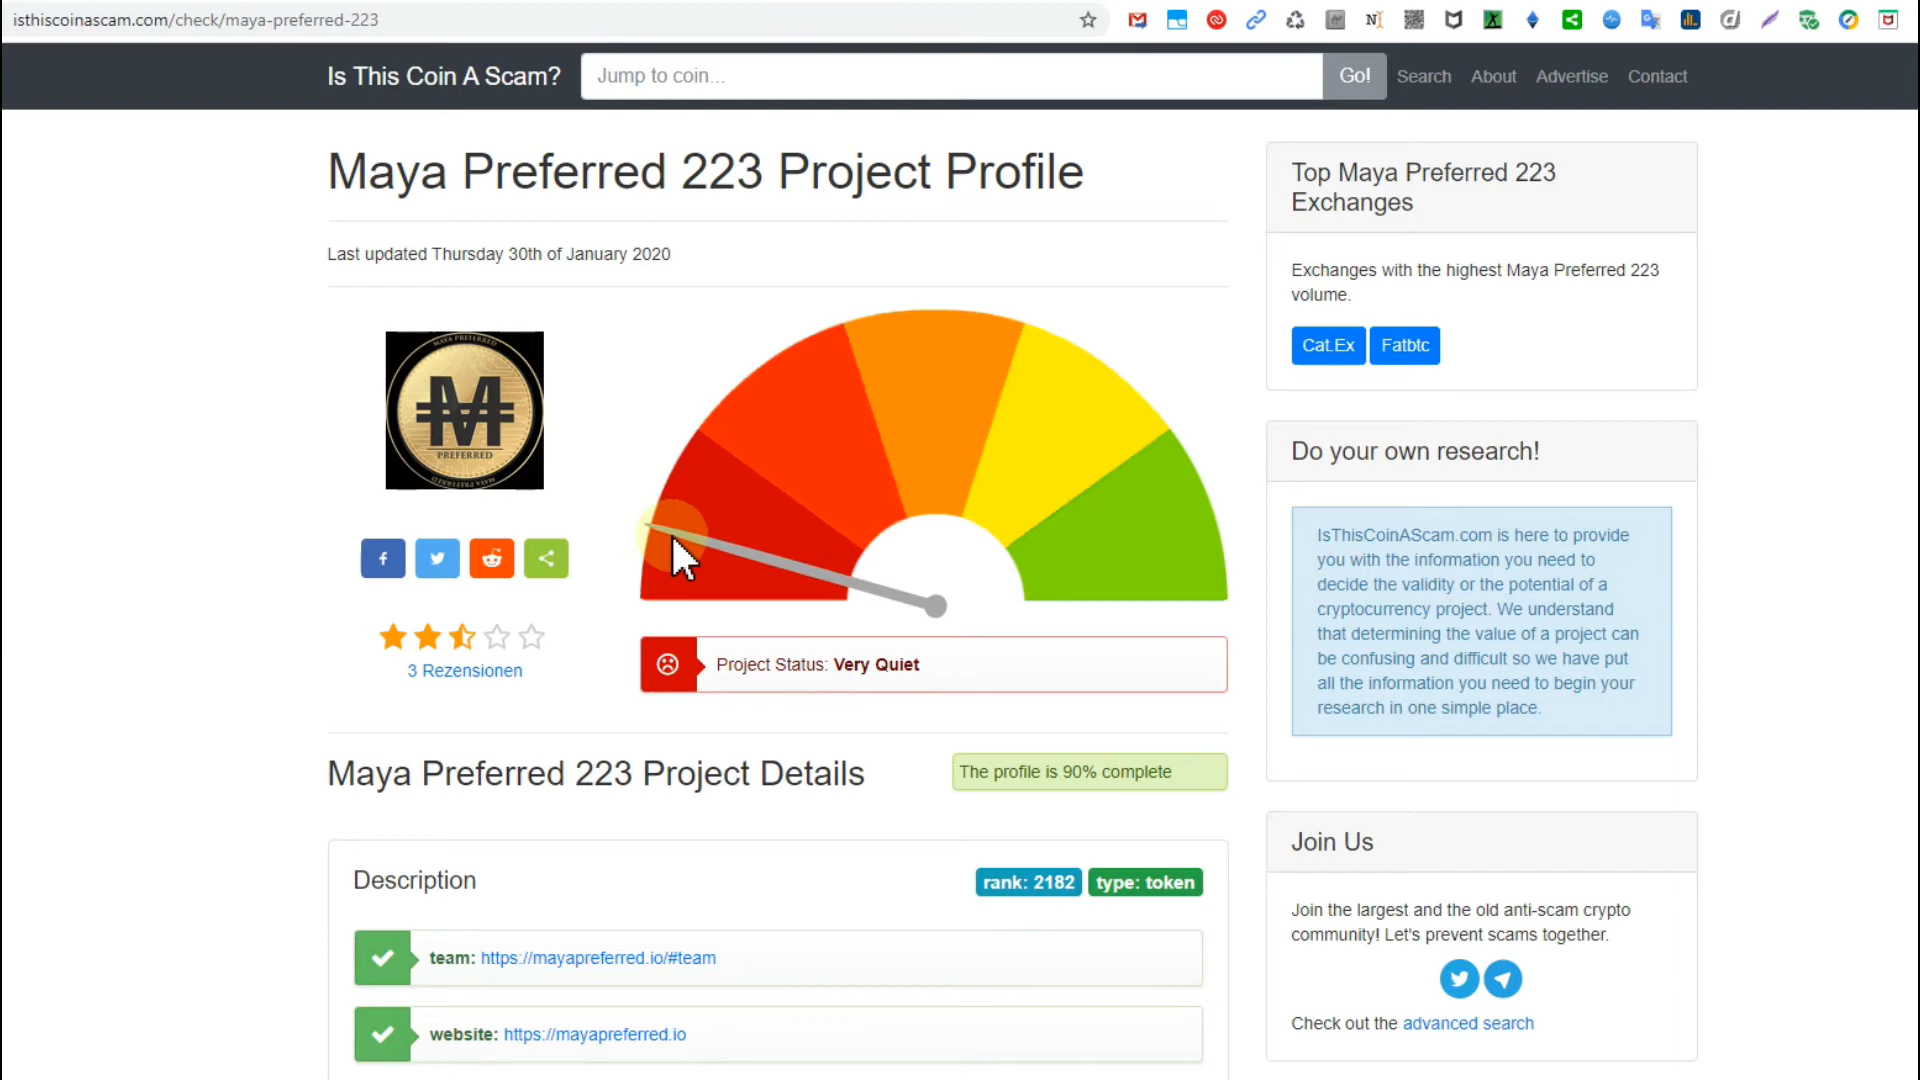 isthiscoinascam.com/check/maya-preferred-223
Is This Coin A Scam?
Jump to coin...
Go!
Search
About
Advertise
Contact
Maya Preferred 223 Project Profile
Last updated Thursday 30th of January 2020
MAYA PREFERRED
PREFERRED
MAYA PREFERRED
3 Rezensionen
Project Status: Very Quiet
Maya Preferred 223 Project Details
The profile is 90% complete
Description
rank: 2182
type: token
team: https://mayapreferred.io/#team
website: https://mayapreferred.io
Top Maya Preferred 223
Exchanges
Exchanges with the highest Maya Preferred 223
volume.
Cat.Ex
Fatbtc
Do your own research!
IsThisCoinAScam.com is here to provide
you with the information you need to
decide the validity or the potential of a
cryptocurrency project. We understand
that determining the value of a project can
be confusing and difficult so we have put
all the information you need to begin your
research in one simple place.
Join Us
Join the largest and the old anti-scam crypto
community! Let's prevent scams together.
Check out the advanced search